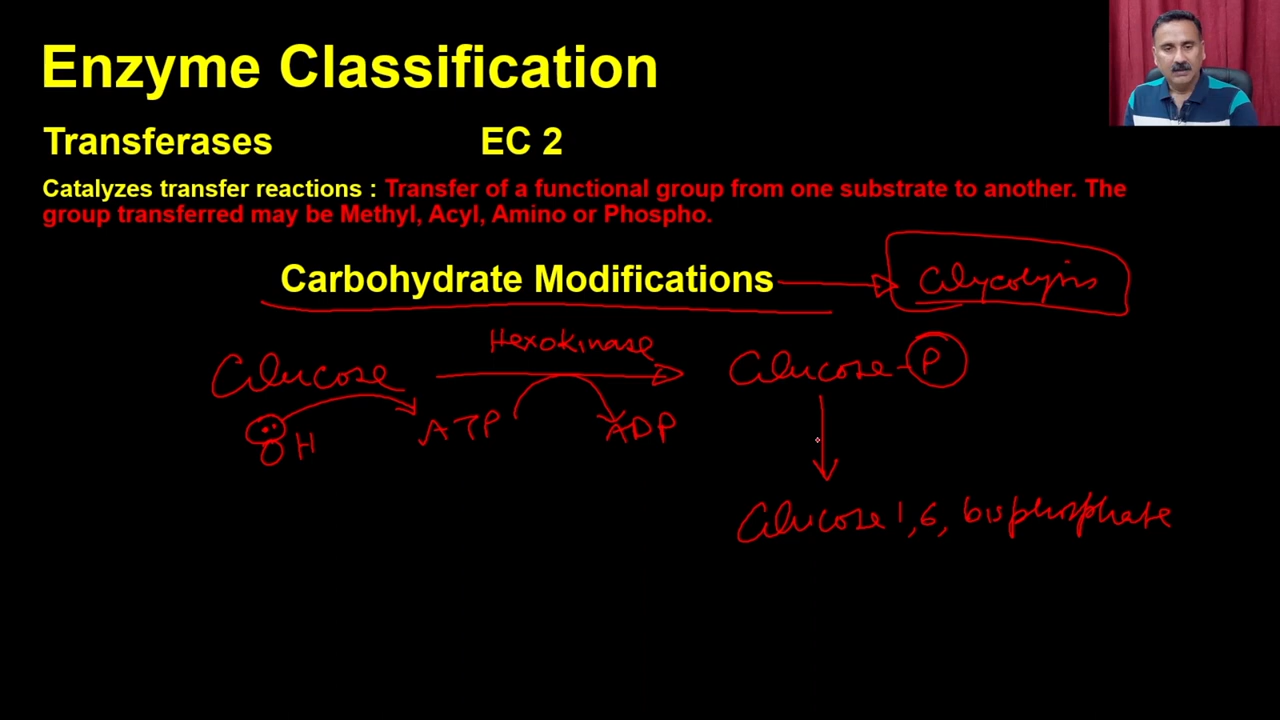 Enzyme Classification
Transferases EC 2
Catalyzes transfer reactions : Transfer of a functional group from one substrate to another. The
group transferred may be Methyl, Acyl, Amino or Phospho.
Carbohydrate Modifications Glycolysis
Hexokinase
Glucose Glucose-P
OH ATP ADP
Glucose 1,6, bisphosphate